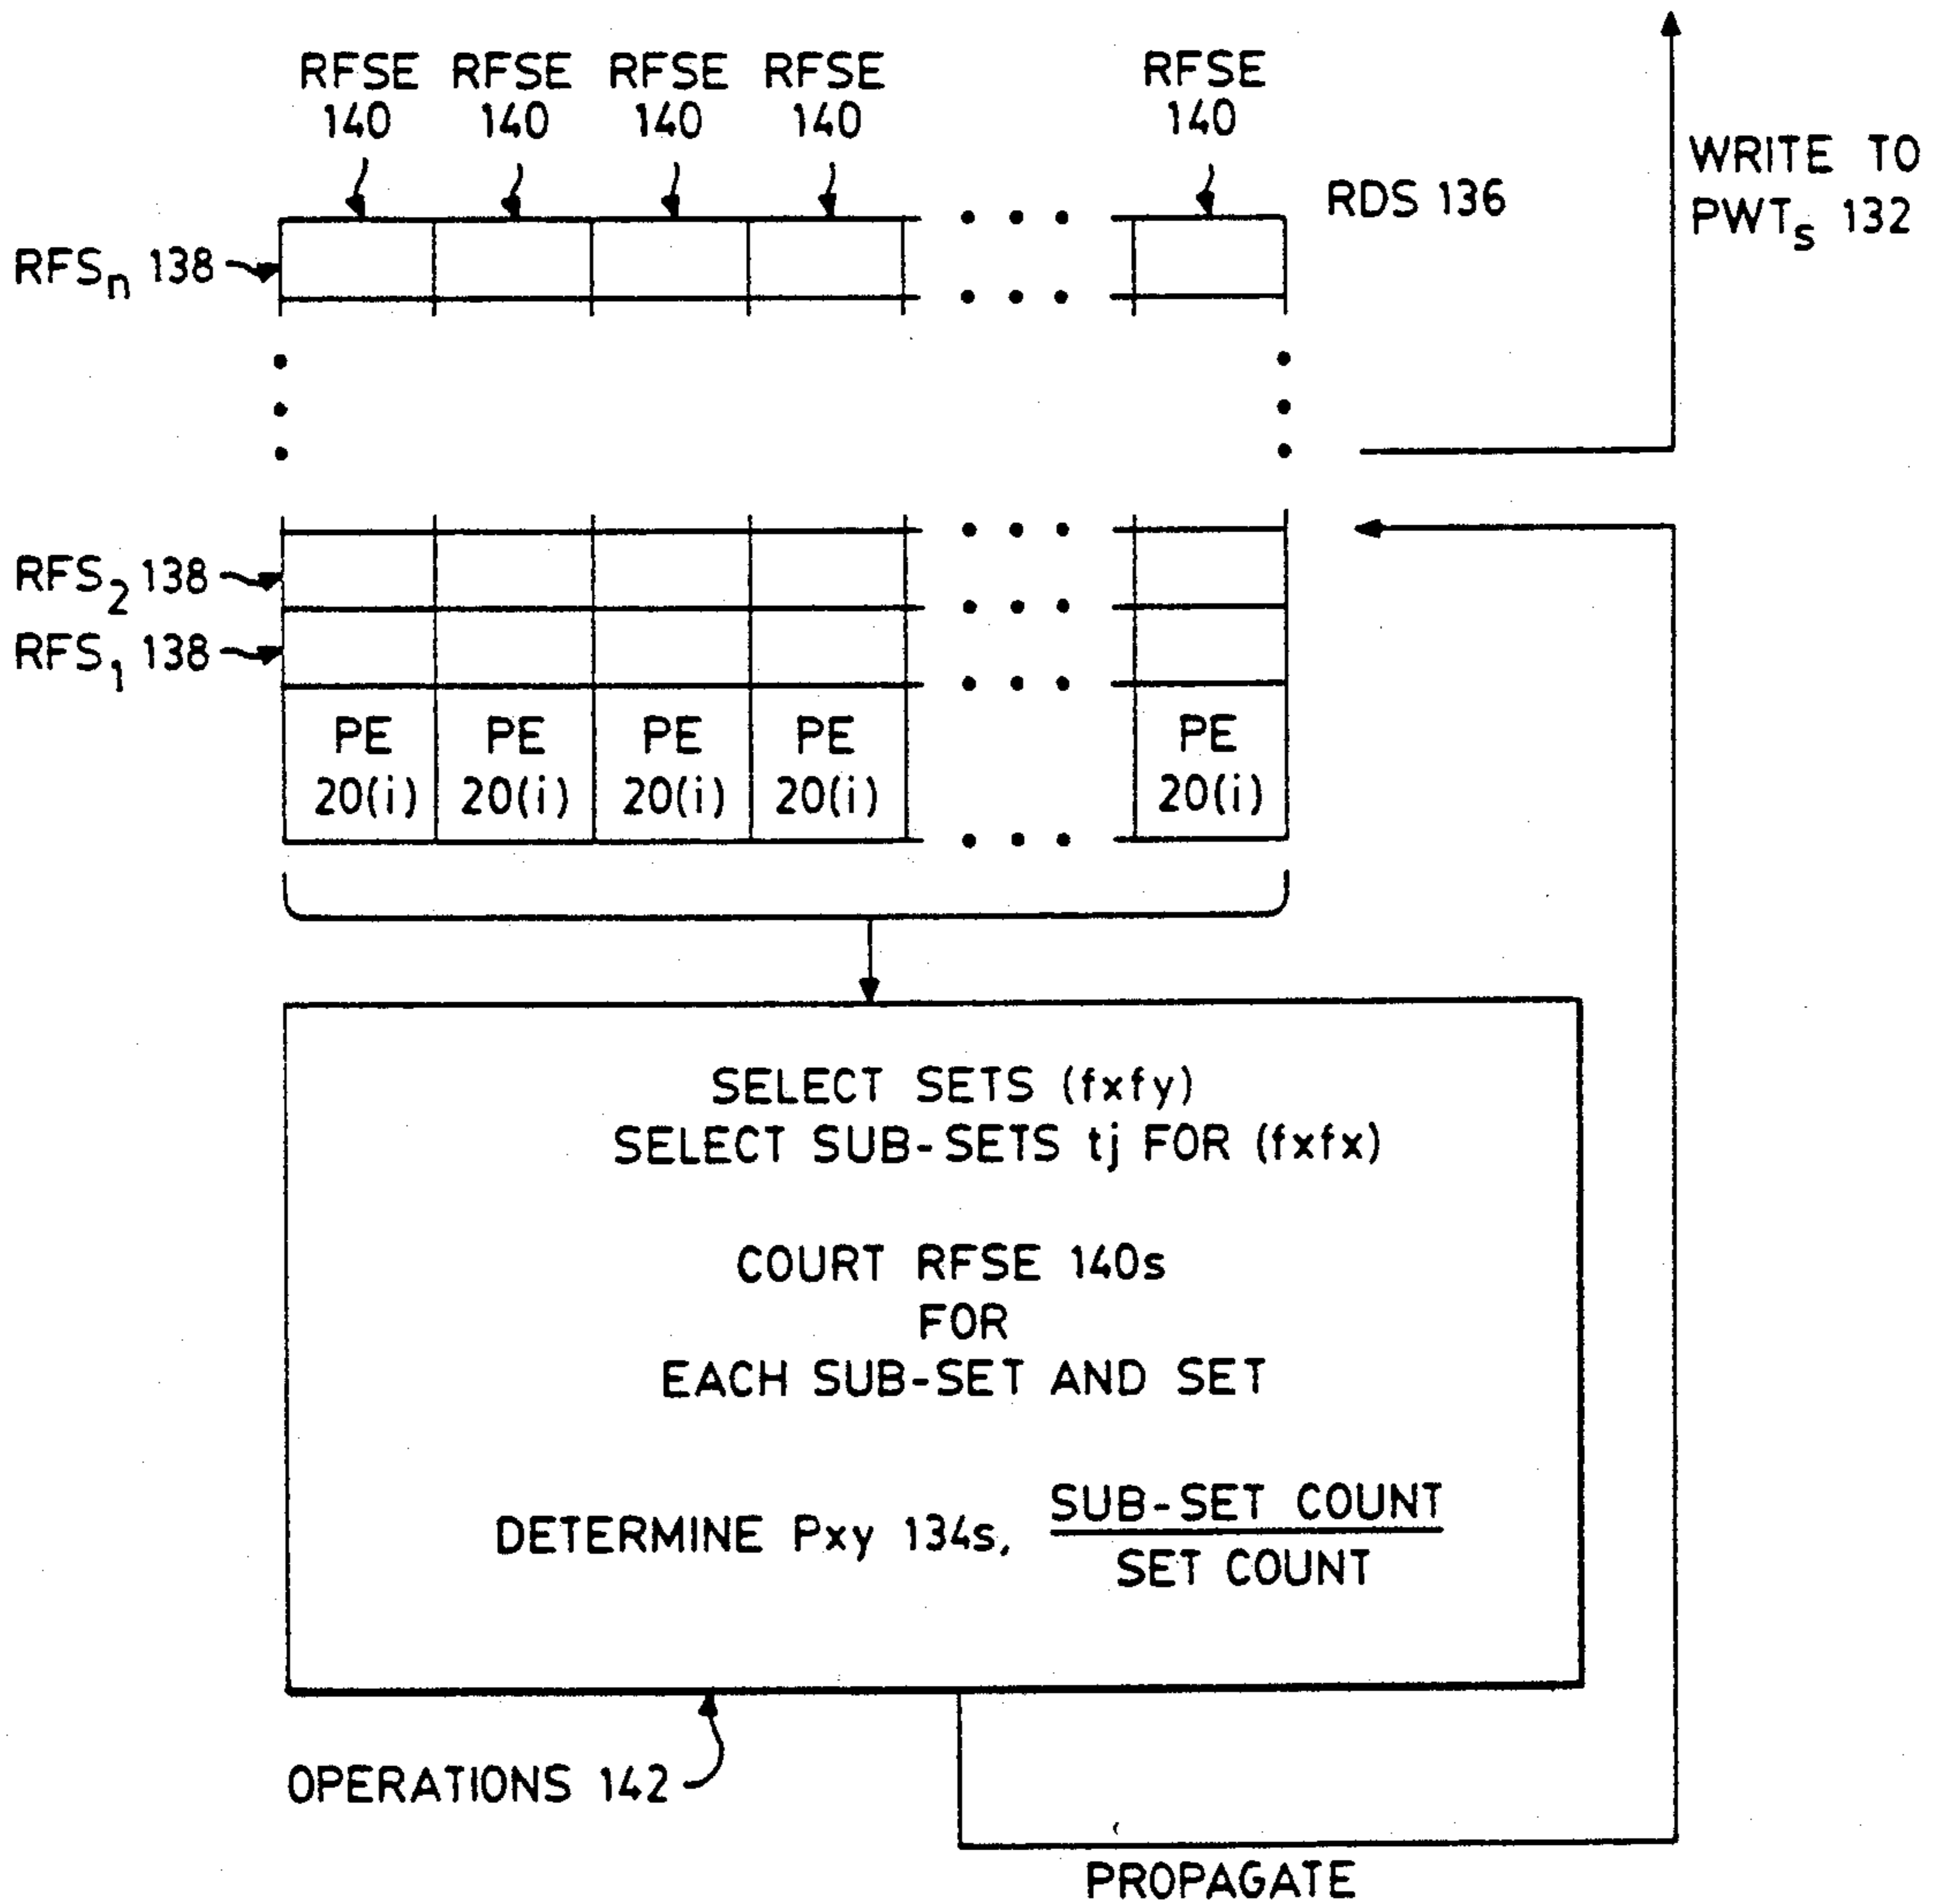 RFSE RFSE RFSE RFSE RFSE
140 140 140 140 140
RDS 136
WRITE TO
PWTs 132
RFSn 138
RFS2 138
RFS1 138
PE PE PE PE PE
20(i) 20(i) 20(i) 20(i) 20(i)
SELECT SETS (fxfy)
SELECT SUB-SETS tj FOR (fxfx)
COURT RFSE 140s
FOR
EACH SUB-SET AND SET
DETERMINE Pxy 134s, SUB-SET COUNT
SET COUNT
OPERATIONS 142
PROPAGATE